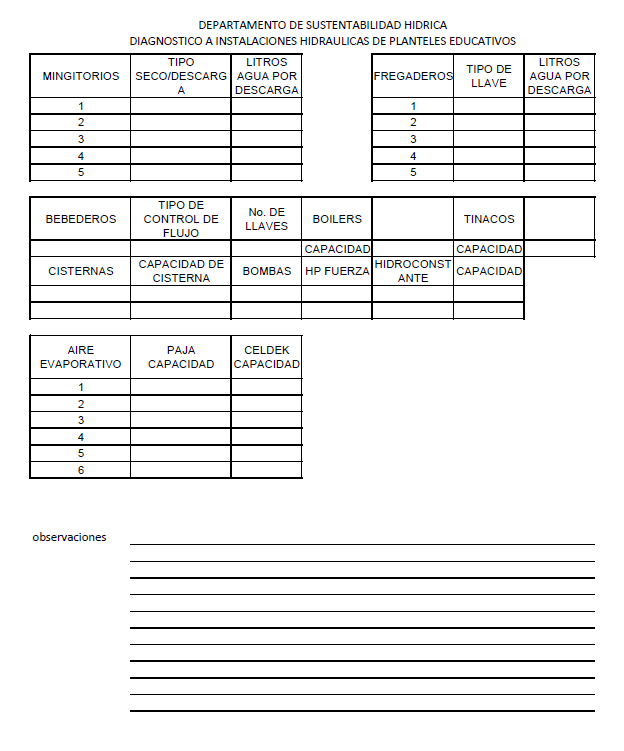 DEPARTAMENTO DE SUSTENTABILIDAD HIDRICA
DIAGNOSTICO A INSTALACIONES HIDRAULICAS DE PLANTELES EDUCATIVOS
MINGITORIOS
TIPO
SECO/DESCARG
A
LITROS
AGUA POR
DESCARGA
1
2
3
4
5
FREGADEROS
TIPO DE
LLAVE
LITROS
AGUA POR
DESCARGA
1
2
3
4
5
BEBEDEROS
TIPO DE
CONTROL DE
FLUJO
No. DE
LLAVES
BOILERS
TINACOS
CAPACIDAD
CAPACIDAD
CISTERNAS
CAPACIDAD DE
CISTERNA
BOMBAS
HP FUERZA
HIDROCONST
ANTE
CAPACIDAD
AIRE
EVAPORATIVO
PAJA
CAPACIDAD
CELDEK
CAPACIDAD
1
2
3
4
5
6
observaciones